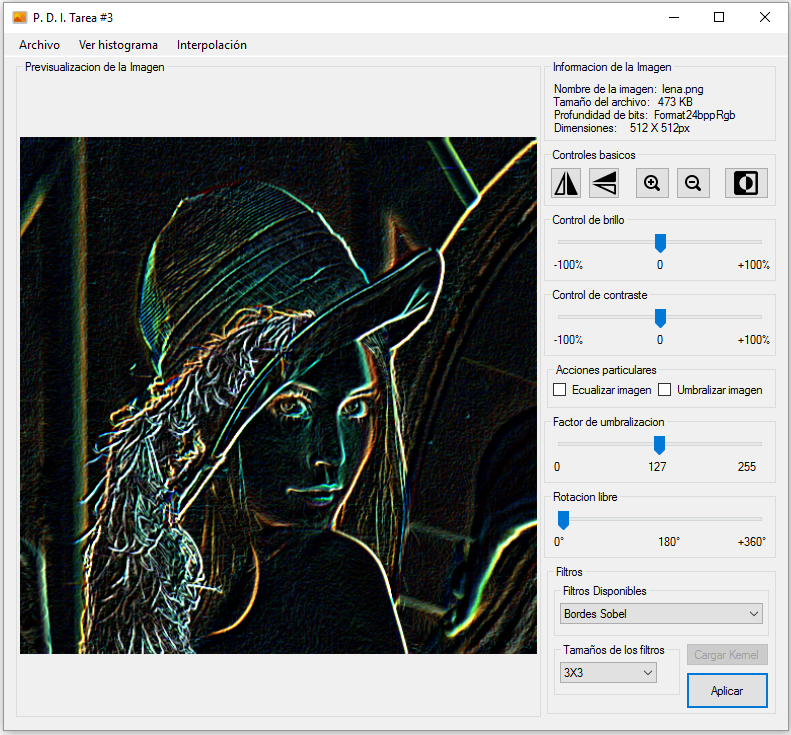 P. D. I. Tarea #3
Archivo Ver histograma Interpolación
Previsualizacion de la Imagen
Informacion de la Imagen
Nombre de la imagen: lena.png
Tamaño del archivo: 473 KB
Profundidad de bits: Format24bppRgb
Dimensiones: 512 X 512px
Controles basicos
Control de brillo
-100% 0 +100%
Control de contraste
-100% 0 +100%
Acciones particulares
Ecualizar imagen Umbralizar imagen
Factor de umbralizacion
0 127 255
Rotacion libre
0° 180° +360°
Filtros
Filtros Disponibles
Bordes Sobel
Tamaños de los filtros
3X3
Cargar Kernel
Aplicar